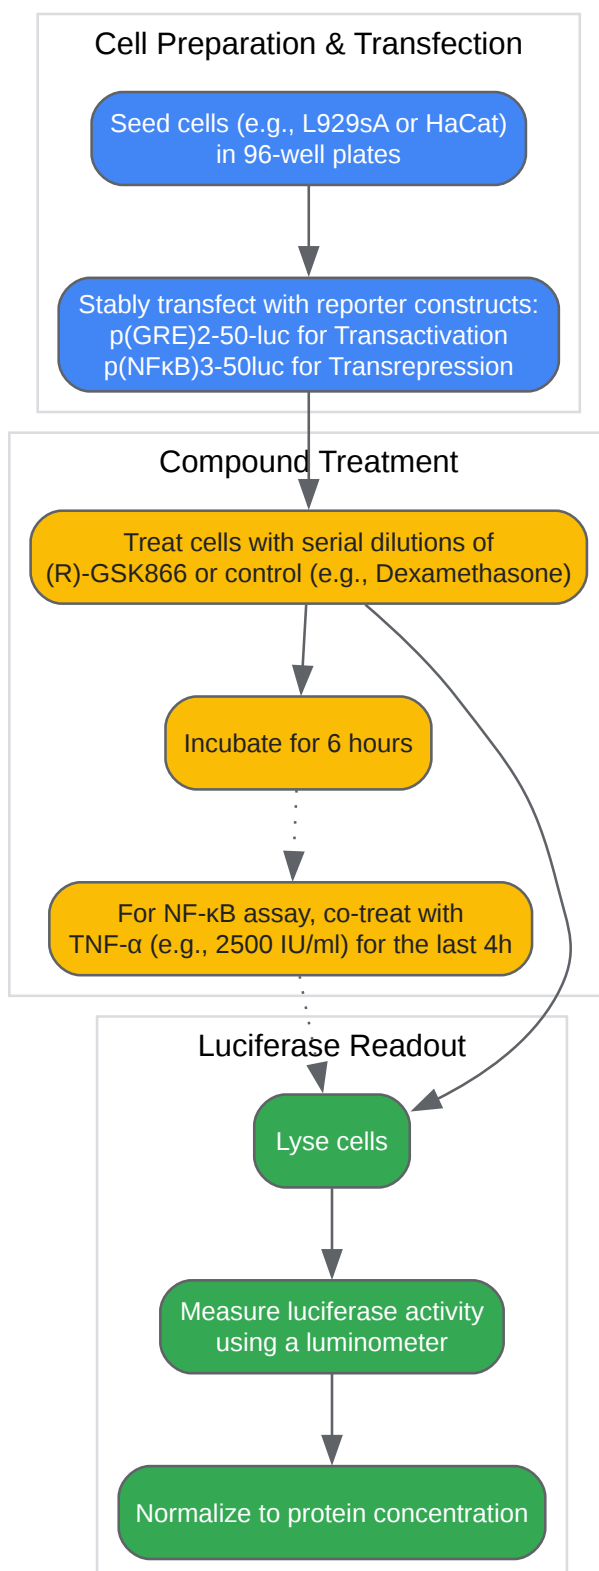 Cell Preparation & Transfection
Seed cells (e.g., L929sA or HaCat)
in 96-well plates
Stably transfect with reporter constructs:
p(GRE)2-50-luc for Transactivation
p(NFκB)3-50luc for Transrepression
Compound Treatment
Treat cells with serial dilutions of
(R)-GSK866 or control (e.g., Dexamethasone)
Incubate for 6 hours
For NF-κB assay, co-treat with
TNF-α (e.g., 2500 IU/ml) for the last 4h
Luciferase Readout
Lyse cells
Measure luciferase activity
using a luminometer
Normalize to protein concentration